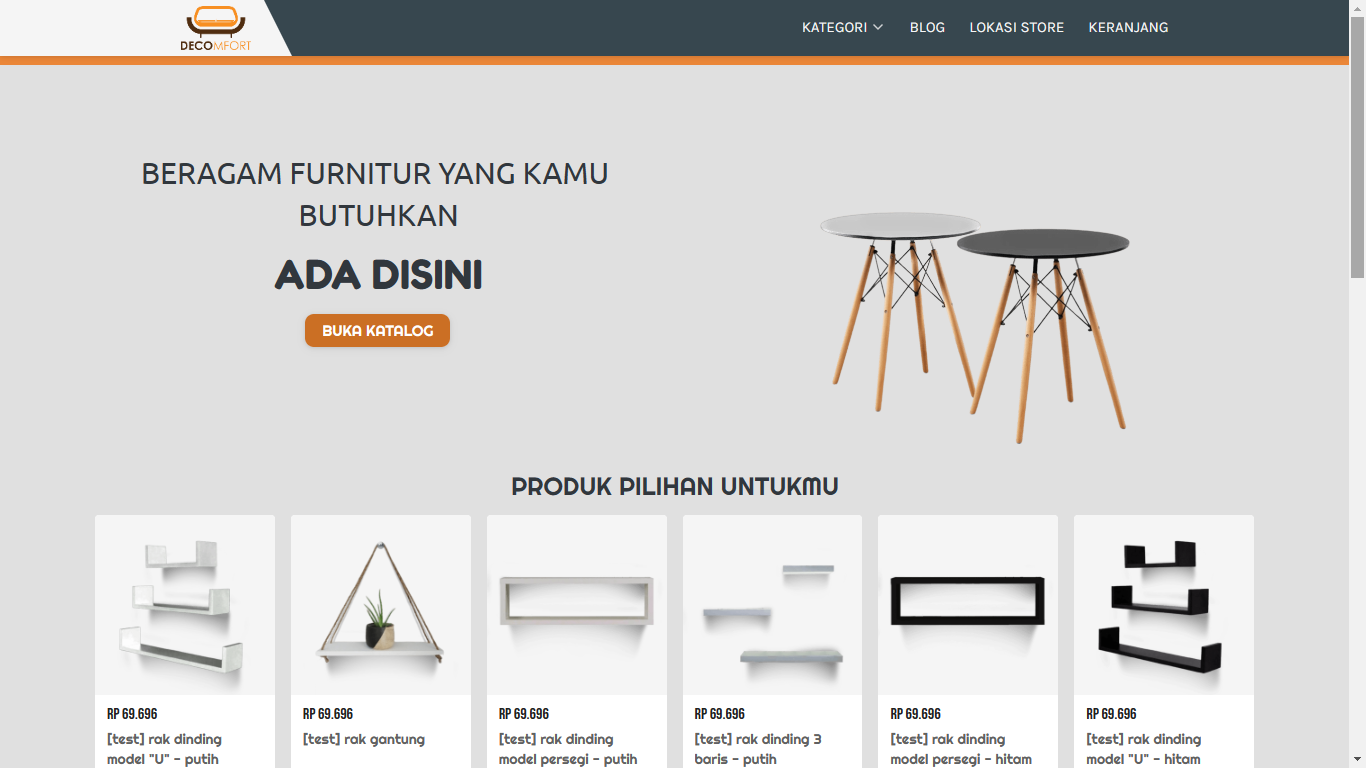 DECOMFORT
KATEGORI
BLOG
LOKASI STORE
KERANJANG
BERAGAM FURNITUR YANG KAMU
BUTUHKAN
ADA DISINI
BUKA KATALOG
PRODUK PILIHAN UNTUKMU
RP 69.696
[test] rak dinding
model "U" - putih
RP 69.696
[test] rak gantung
RP 69.696
[test] rak dinding
model persegi - putih
RP 69.696
[test] rak dinding 3
baris - putih
RP 69.696
[test] rak dinding
model persegi - hitam
RP 69.696
[test] rak dinding
model "U" - hitam